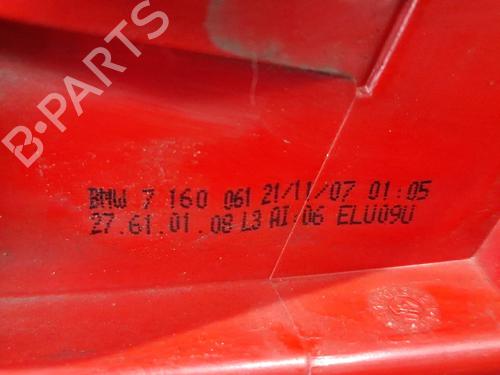 B-PARTS
BMW 7 160 061 21/11/07 01:05
27.61.01.08 L3 AI:06 ELU09U